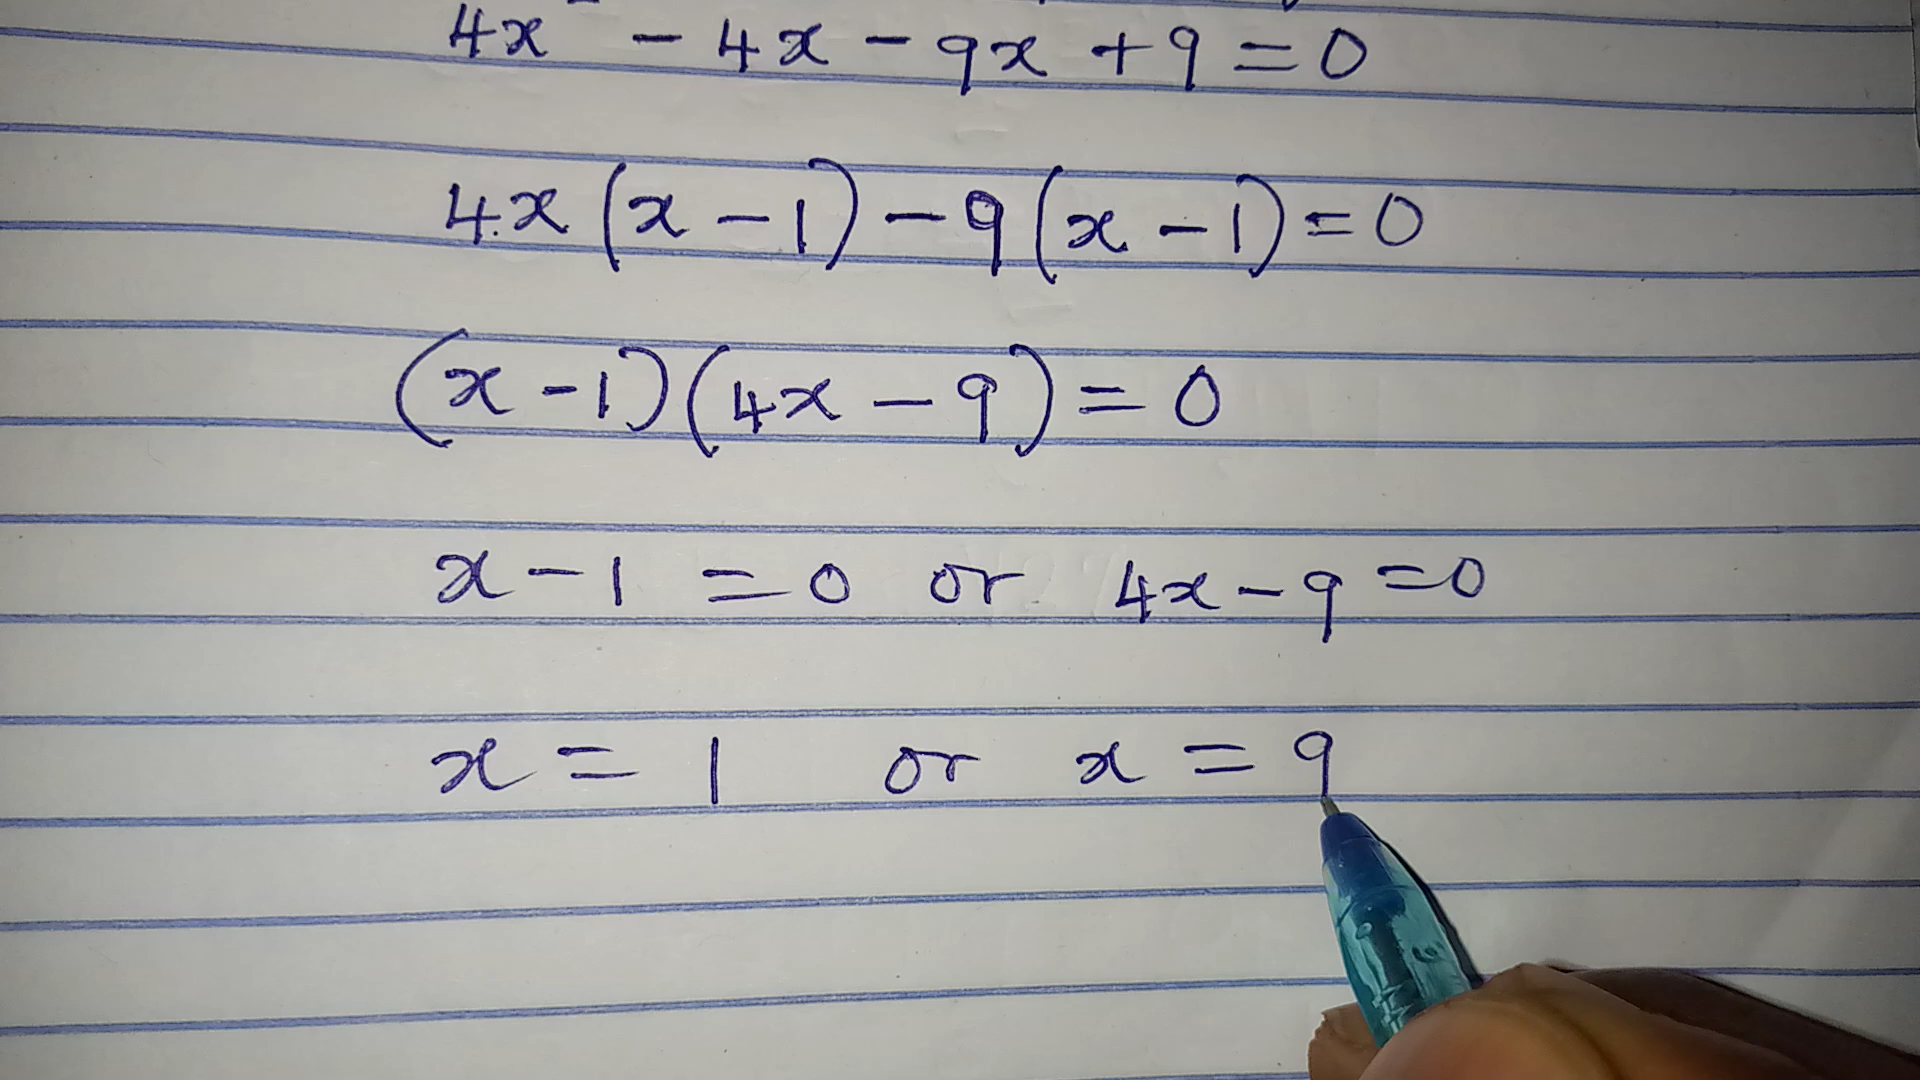 4x² - 4x - 9x + 9 = 0
4x(x - 1) - 9(x - 1) = 0
(x - 1)(4x - 9) = 0
x - 1 = 0 or 4x - 9 = 0
x = 1 or x = 9